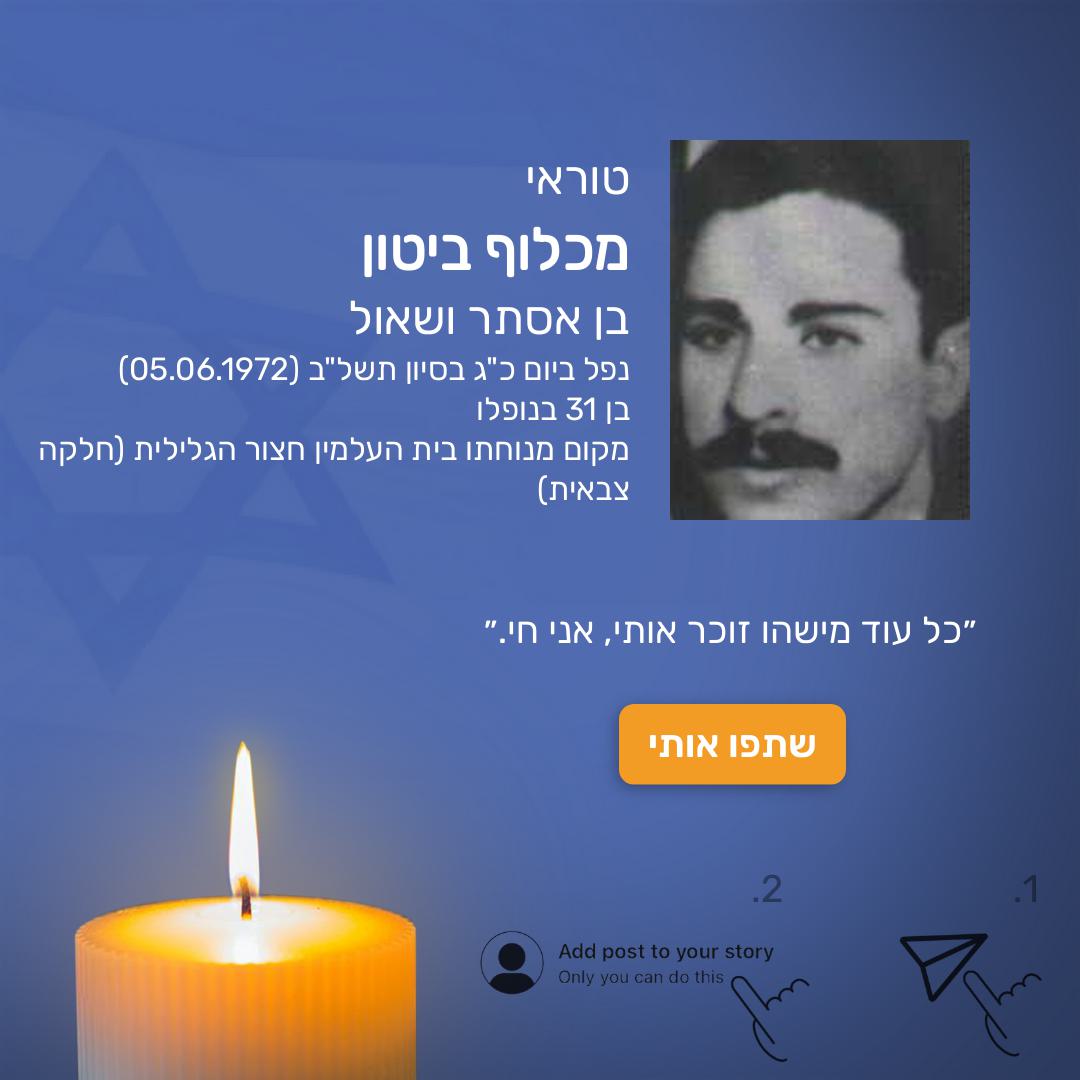 טוראי
מכלוף ביטון
בן אסתר ושאול
נפל ביום כ"ג בסיון תשל"ב (05.06.1972)
בן 31 בנופלו
מקום מנוחתו בית העלמין חצור הגלילית (חלקה
צבאית)
״כל עוד מישהו זוכר אותי, אני חי.״
שתפו אותי
1.
2.
Add post to your story
Only you can do this